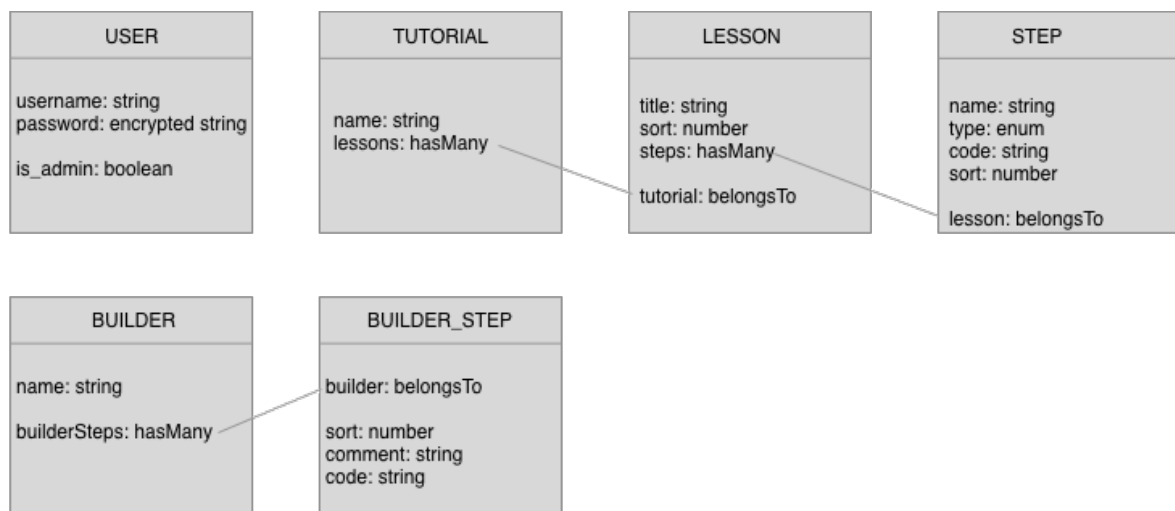 USER
username: string
password: encrypted string
is_admin: boolean
TUTORIAL
name: string
lessons: hasMany
LESSON
title: string
sort: number
steps: hasMany
tutorial: belongsTo
STEP
name: string
type: enum
code: string
sort: number
lesson: belongsTo
BUILDER
name: string
builderSteps: hasMany
BUILDER_STEP
builder: belongsTo
sort: number
comment: string
code: string